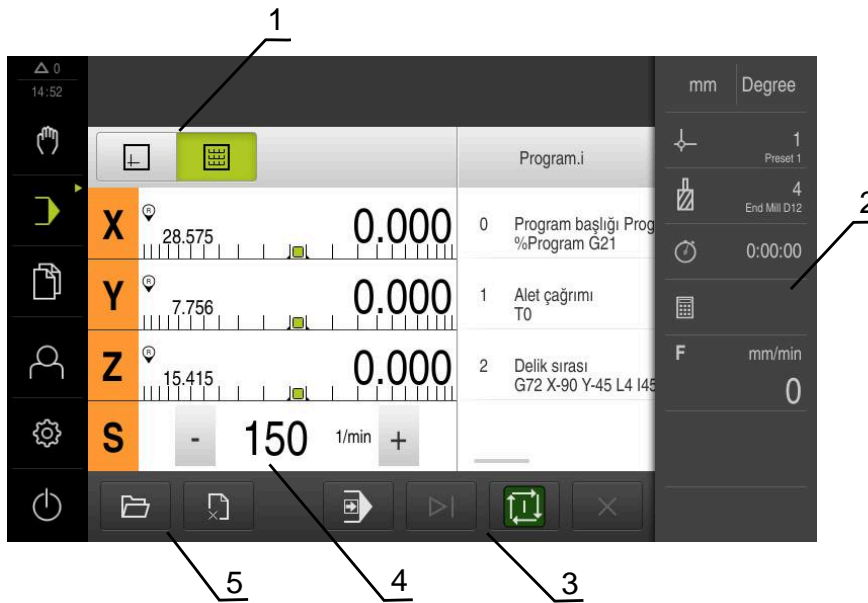 1
0
14:52
mm Degree
1
Preset 1
Program.i
4
End Mill D12
2
X
R
28.575
0.000
0 Program başlığı Prog
%Program G21
0:00:00
Y
R
7.756
0.000
1 Alet çağrımı
T0
F mm/min
0
Z
R
15.415
0.000
2 Delik sırası
G72 X-90 Y-45 L4 I45
S - 150 1/min +
5
4
3